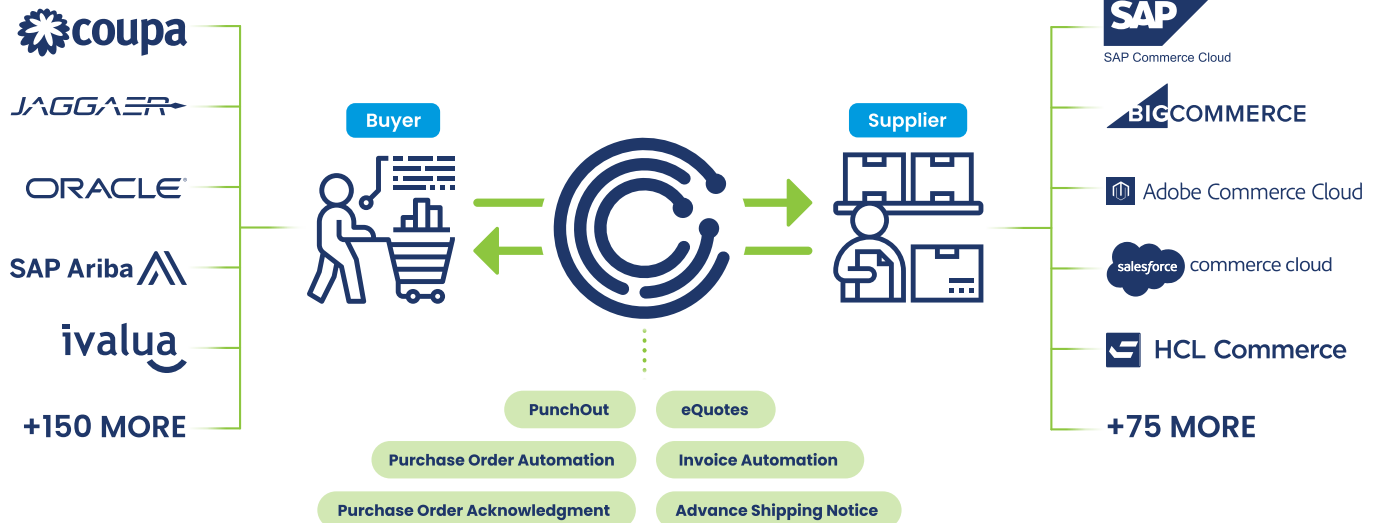 coupa
JAGGAER
ORACLE®
SAP Ariba
ivalua
+150 MORE
Buyer
Supplier
PunchOut
eQuotes
Purchase Order Automation
Invoice Automation
Purchase Order Acknowledgment
Advance Shipping Notice
SAP
SAP Commerce Cloud
BIGCOMMERCE
Adobe Commerce Cloud
salesforce commerce cloud
HCL Commerce
+75 MORE